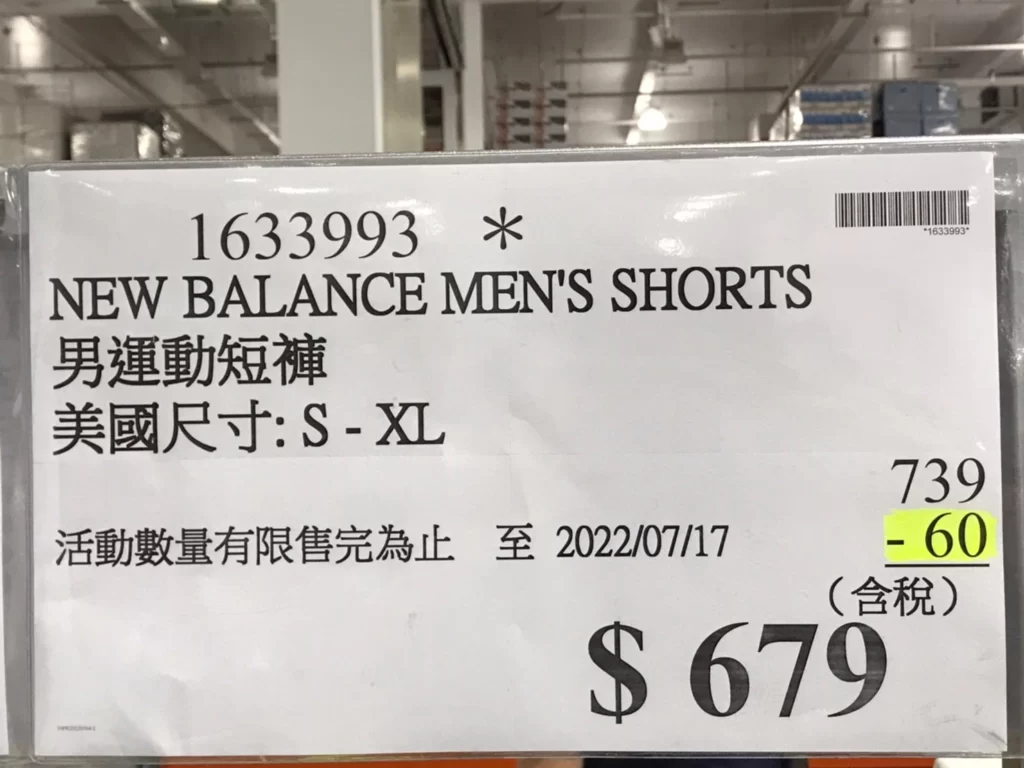 1633993 *
*1633993*
NEW BALANCE MEN'S SHORTS
男運動短褲
美國尺寸: S - XL
739
活動數量有限售完為止 至 2022/07/17
- 60
（含稅）
$ 679